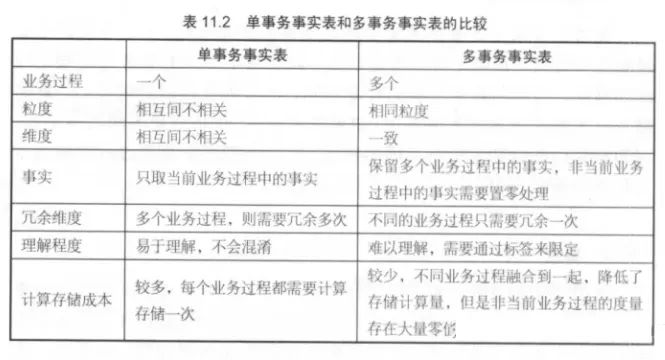 表 11.2 单事务事实表和多事务事实表的比较
单事务事实表 多事务事实表
业务过程 一个 多个
粒度 相互间不相关 相同粒度
维度 相互间不相关 一致
事实 只取当前业务过程中的事实 保留多个业务过程中的事实，非当前业务
过程中的事实需要置零处理
冗余维度 多个业务过程，则需要冗余多次 不同的业务过程只需要冗余一次
理解程度 易于理解，不会混淆 难以理解，需要通过标签来限定
计算存储成本 较多，每个业务过程都需要计算
存储一次 较少，不同业务过程融合到一起，降低了
存储计算量，但是非当前业务过程的度量
存在大量零值